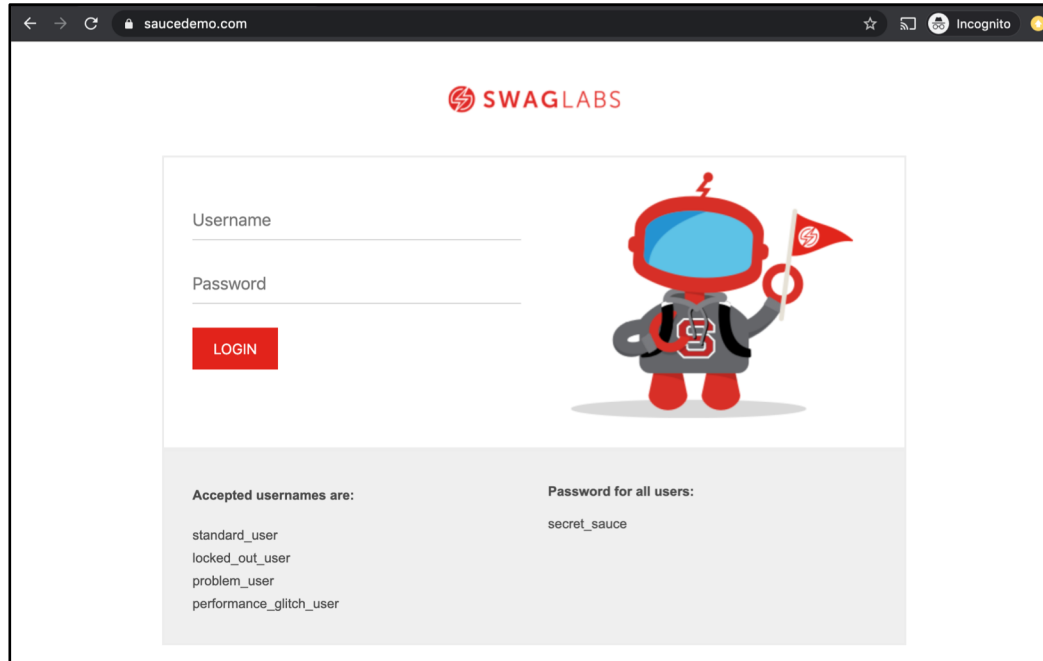 saucedemo.com
Incognito
SWAGLABS
Username
Password
LOGIN
S
Accepted usernames are:
standard_user
locked_out_user
problem_user
performance_glitch_user
Password for all users:
secret_sauce